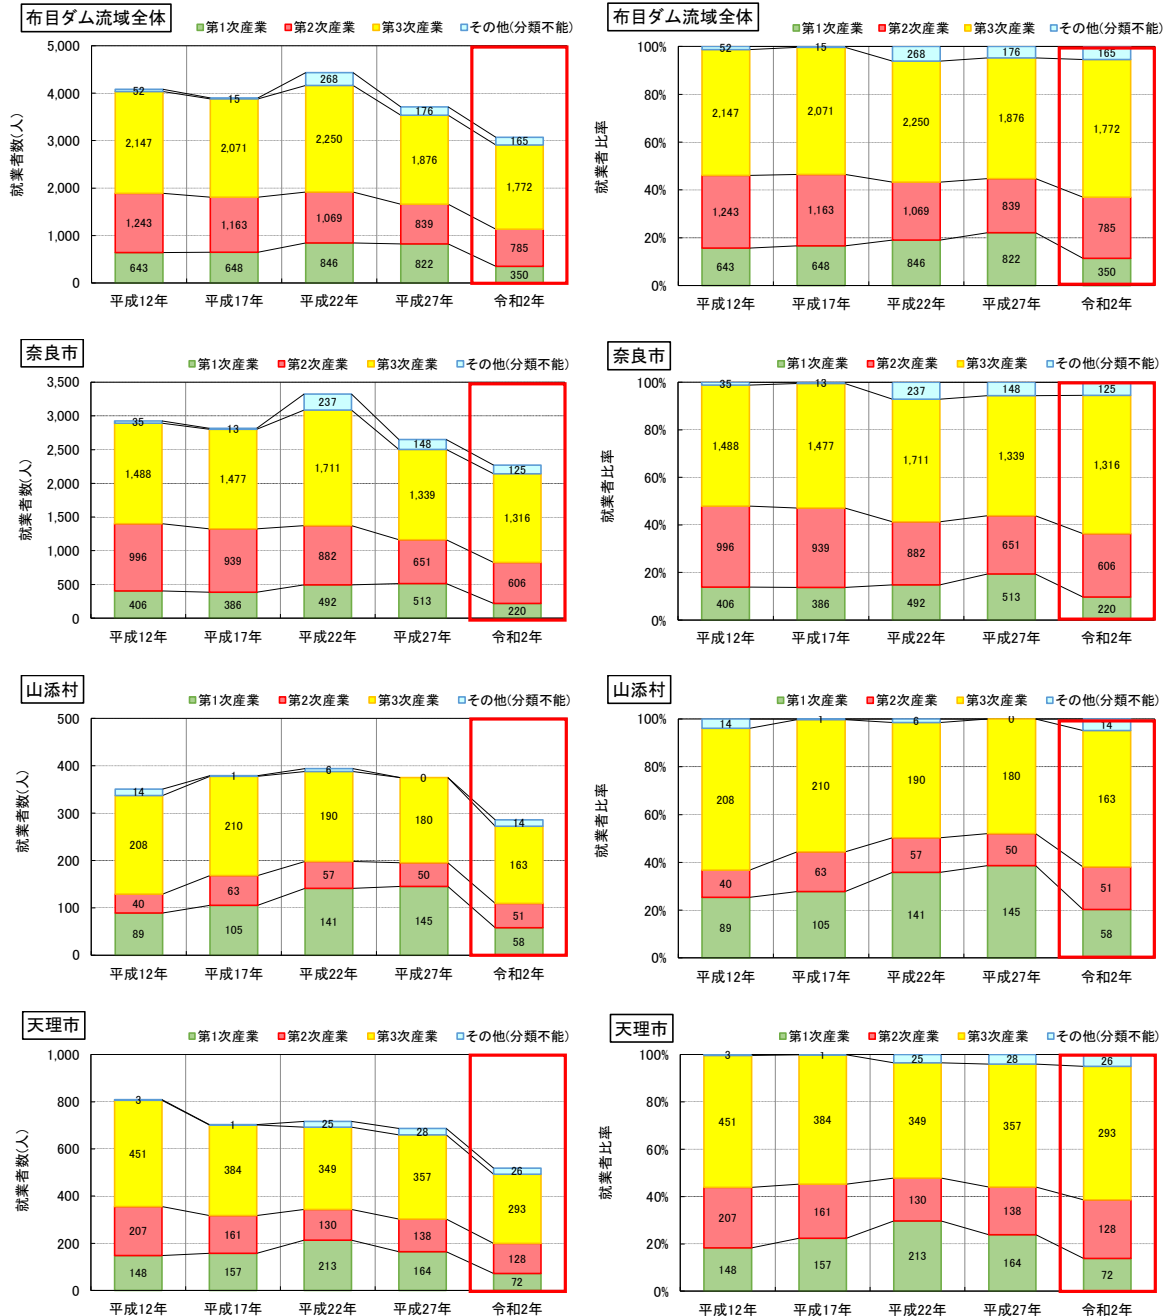 布目ダム流域全体
■第1次産業 ■第2次産業 ■第3次産業 ■その他(分類不能)
就業者数(人)
5,000
4,000
3,000
2,000
1,000
0
52 15 268 176 165
2,147 2,071 2,250 1,876 1,772
1,243 1,163 1,069 839 785
643 648 846 822 350
平成12年 平成17年 平成22年 平成27年 令和2年
布目ダム流域全体
■第1次産業 ■第2次産業 ■第3次産業 ■その他(分類不能)
就業者比率
100%
80%
60%
40%
20%
0%
52 15 268 176 165
2,147 2,071 2,250 1,876 1,772
1,243 1,163 1,069 839 785
643 648 846 822 350
平成12年 平成17年 平成22年 平成27年 令和2年
奈良市
■第1次産業 ■第2次産業 ■第3次産業 ■その他(分類不能)
就業者数(人)
3,500
3,000
2,500
2,000
1,500
1,000
500
0
35 13 237 148 125
1,488 1,477 1,711 1,339 1,316
996 939 882 651 606
406 386 492 513 220
平成12年 平成17年 平成22年 平成27年 令和2年
奈良市
■第1次産業 ■第2次産業 ■第3次産業 ■その他(分類不能)
就業者比率
100%
80%
60%
40%
20%
0%
35 13 237 148 125
1,488 1,477 1,711 1,339 1,316
996 939 882 651 606
406 386 492 513 220
平成12年 平成17年 平成22年 平成27年 令和2年
山添村
■第1次産業 ■第2次産業 ■第3次産業 ■その他(分類不能)
就業者数(人)
500
400
300
200
100
0
14 1 6 0 14
208 210 190 180 163
40 63 57 50 51
89 105 141 145 58
平成12年 平成17年 平成22年 平成27年 令和2年
山添村
■第1次産業 ■第2次産業 ■第3次産業 ■その他(分類不能)
就業者比率
100%
80%
60%
40%
20%
0%
14 1 6 0 14
208 210 190 180 163
40 63 57 50 51
89 105 141 145 58
平成12年 平成17年 平成22年 平成27年 令和2年
天理市
■第1次産業 ■第2次産業 ■第3次産業 ■その他(分類不能)
就業者数(人)
1,000
800
600
400
200
0
3 1 25 28 26
451 384 349 357 293
207 161 130 138 128
148 157 213 164 72
平成12年 平成17年 平成22年 平成27年 令和2年
天理市
■第1次産業 ■第2次産業 ■第3次産業 ■その他(分類不能)
就業者比率
100%
80%
60%
40%
20%
0%
3 1 25 28 26
451 384 349 357 293
207 161 130 138 128
148 157 213 164 72
平成12年 平成17年 平成22年 平成27年 令和2年